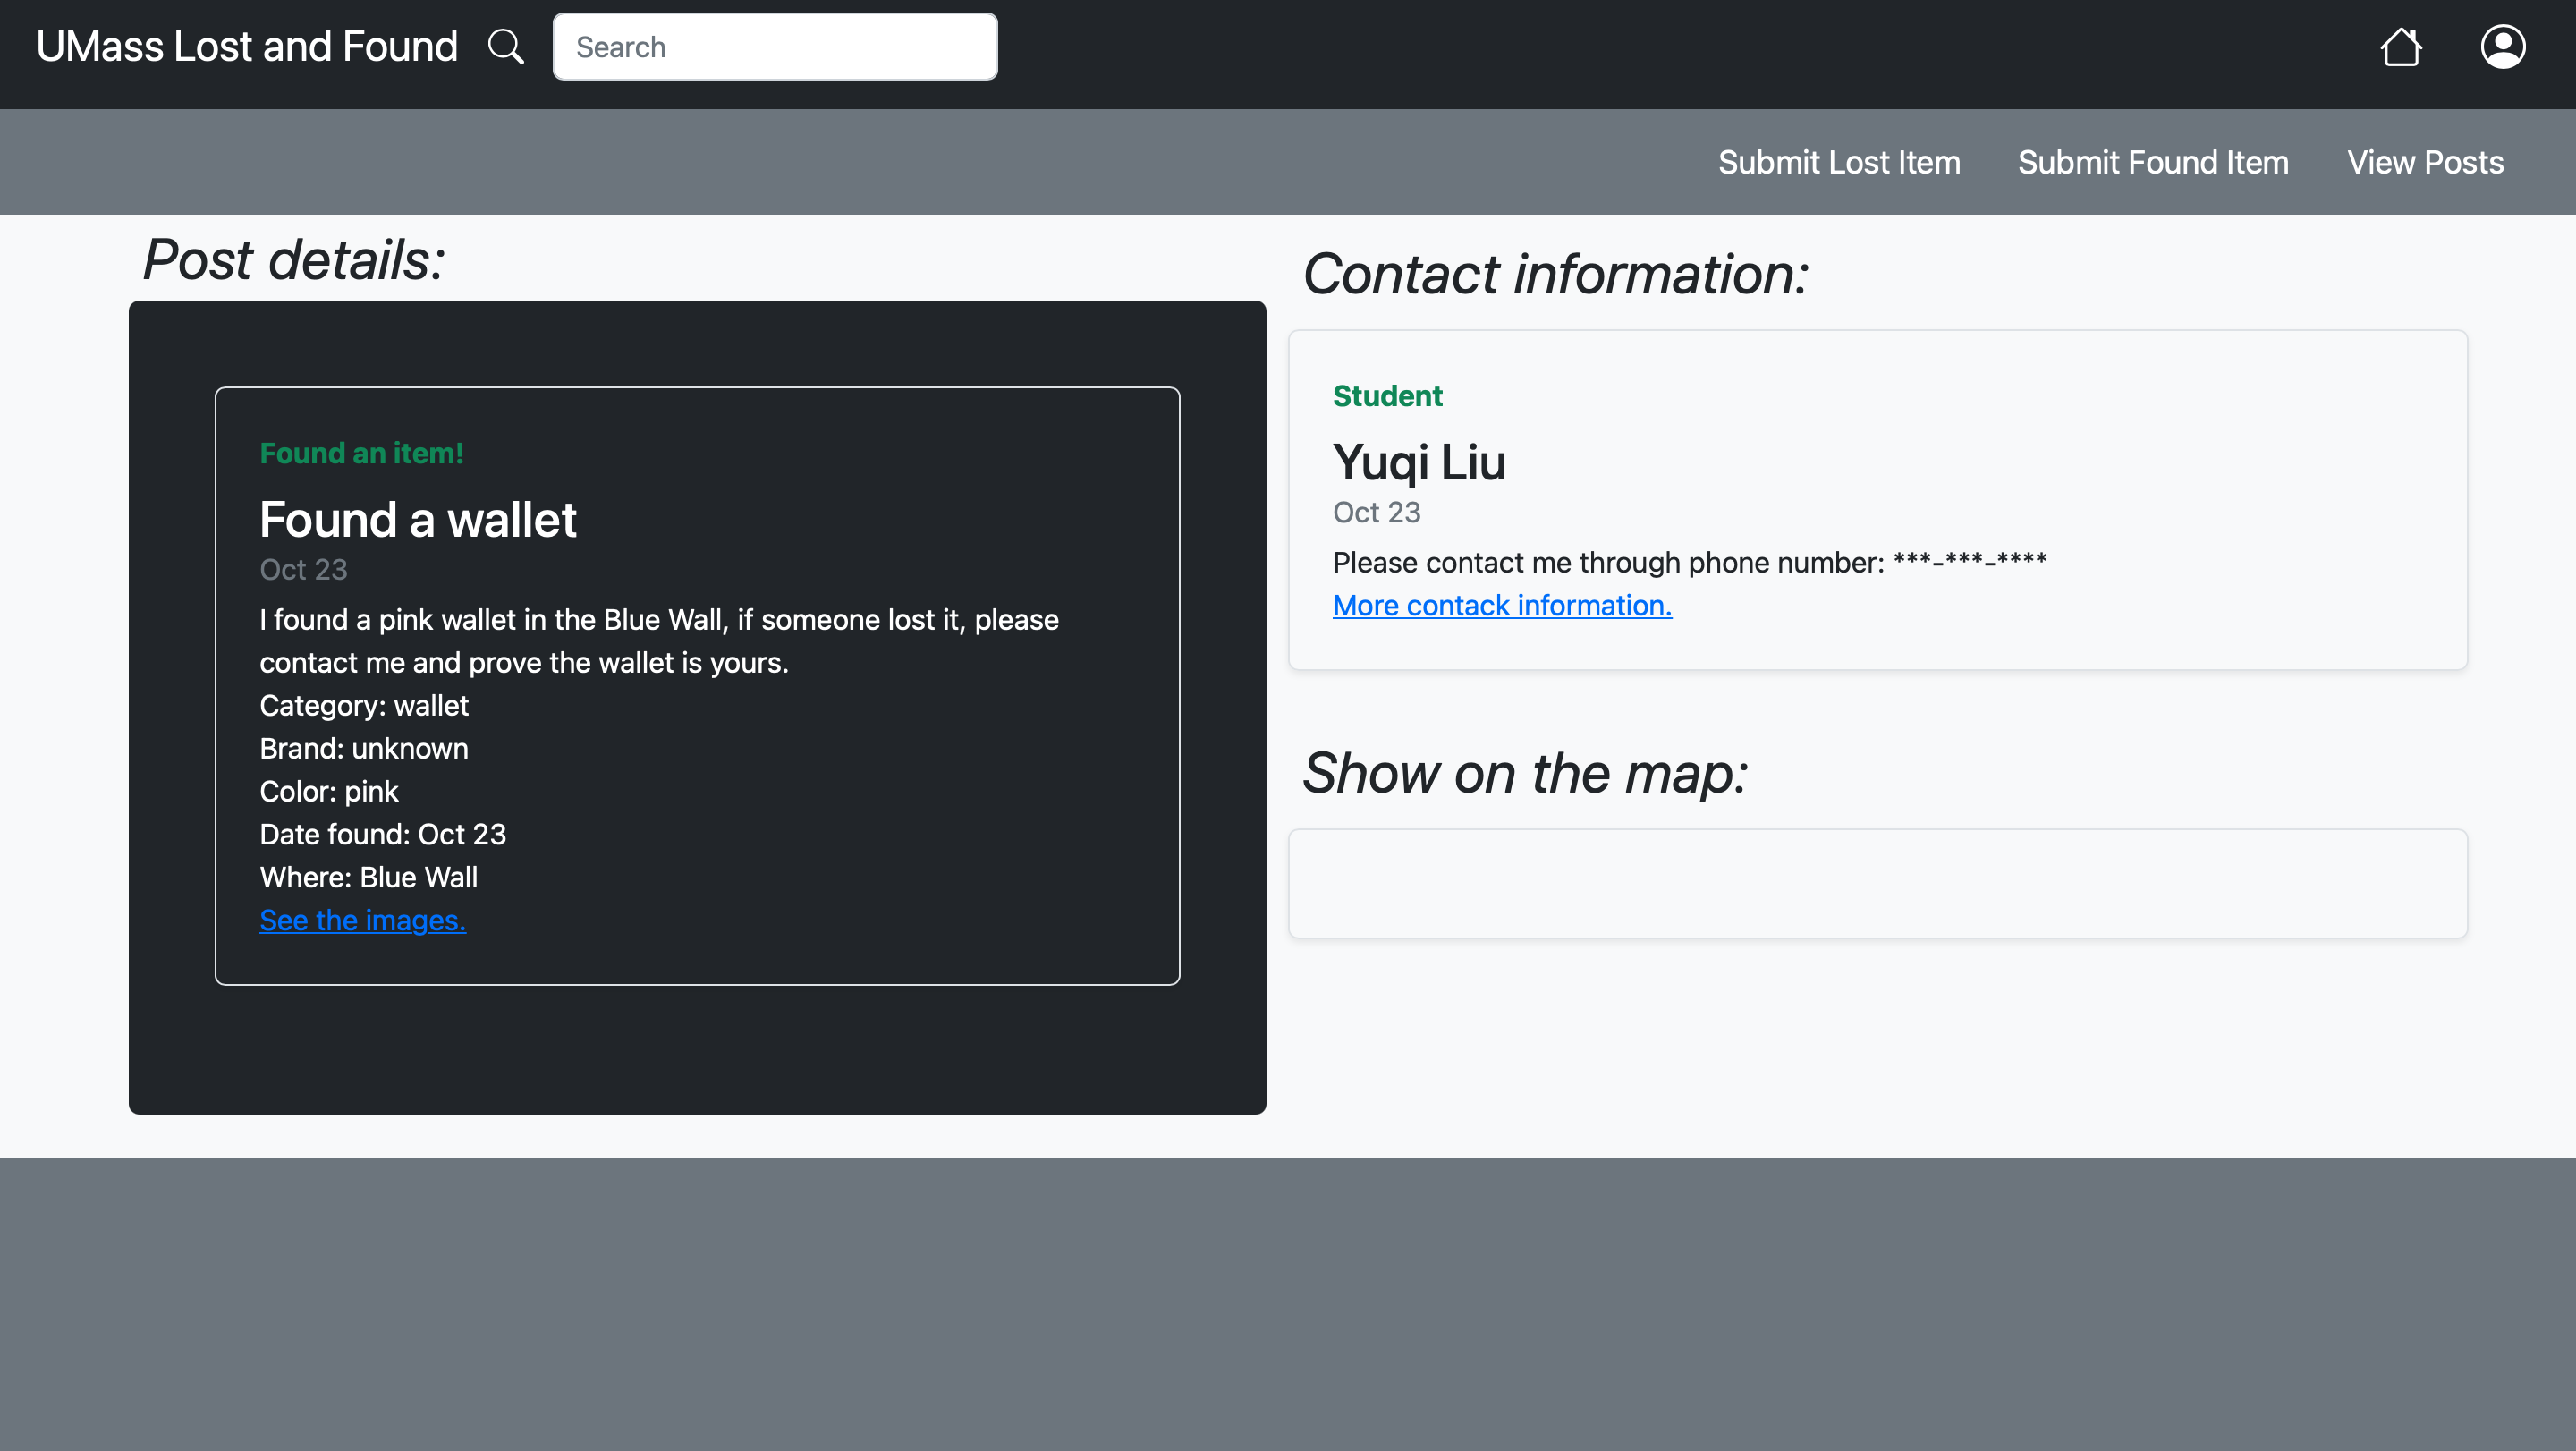 UMass Lost and Found
Search
Submit Lost Item
Submit Found Item
View Posts
Post details:
Found an item!
Found a wallet
Oct 23
I found a pink wallet in the Blue Wall, if someone lost it, please
contact me and prove the wallet is yours.
Category: wallet
Brand: unknown
Color: pink
Date found: Oct 23
Where: Blue Wall
See the images.
Contact information:
Student
Yuqi Liu
Oct 23
Please contact me through phone number: ***-***-****
More contack information.
Show on the map: